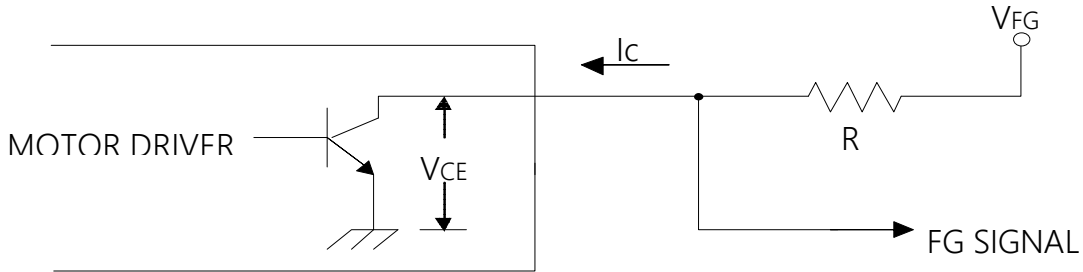 VFG
IC
MOTOR DRIVER
R
VCE
FG SIGNAL